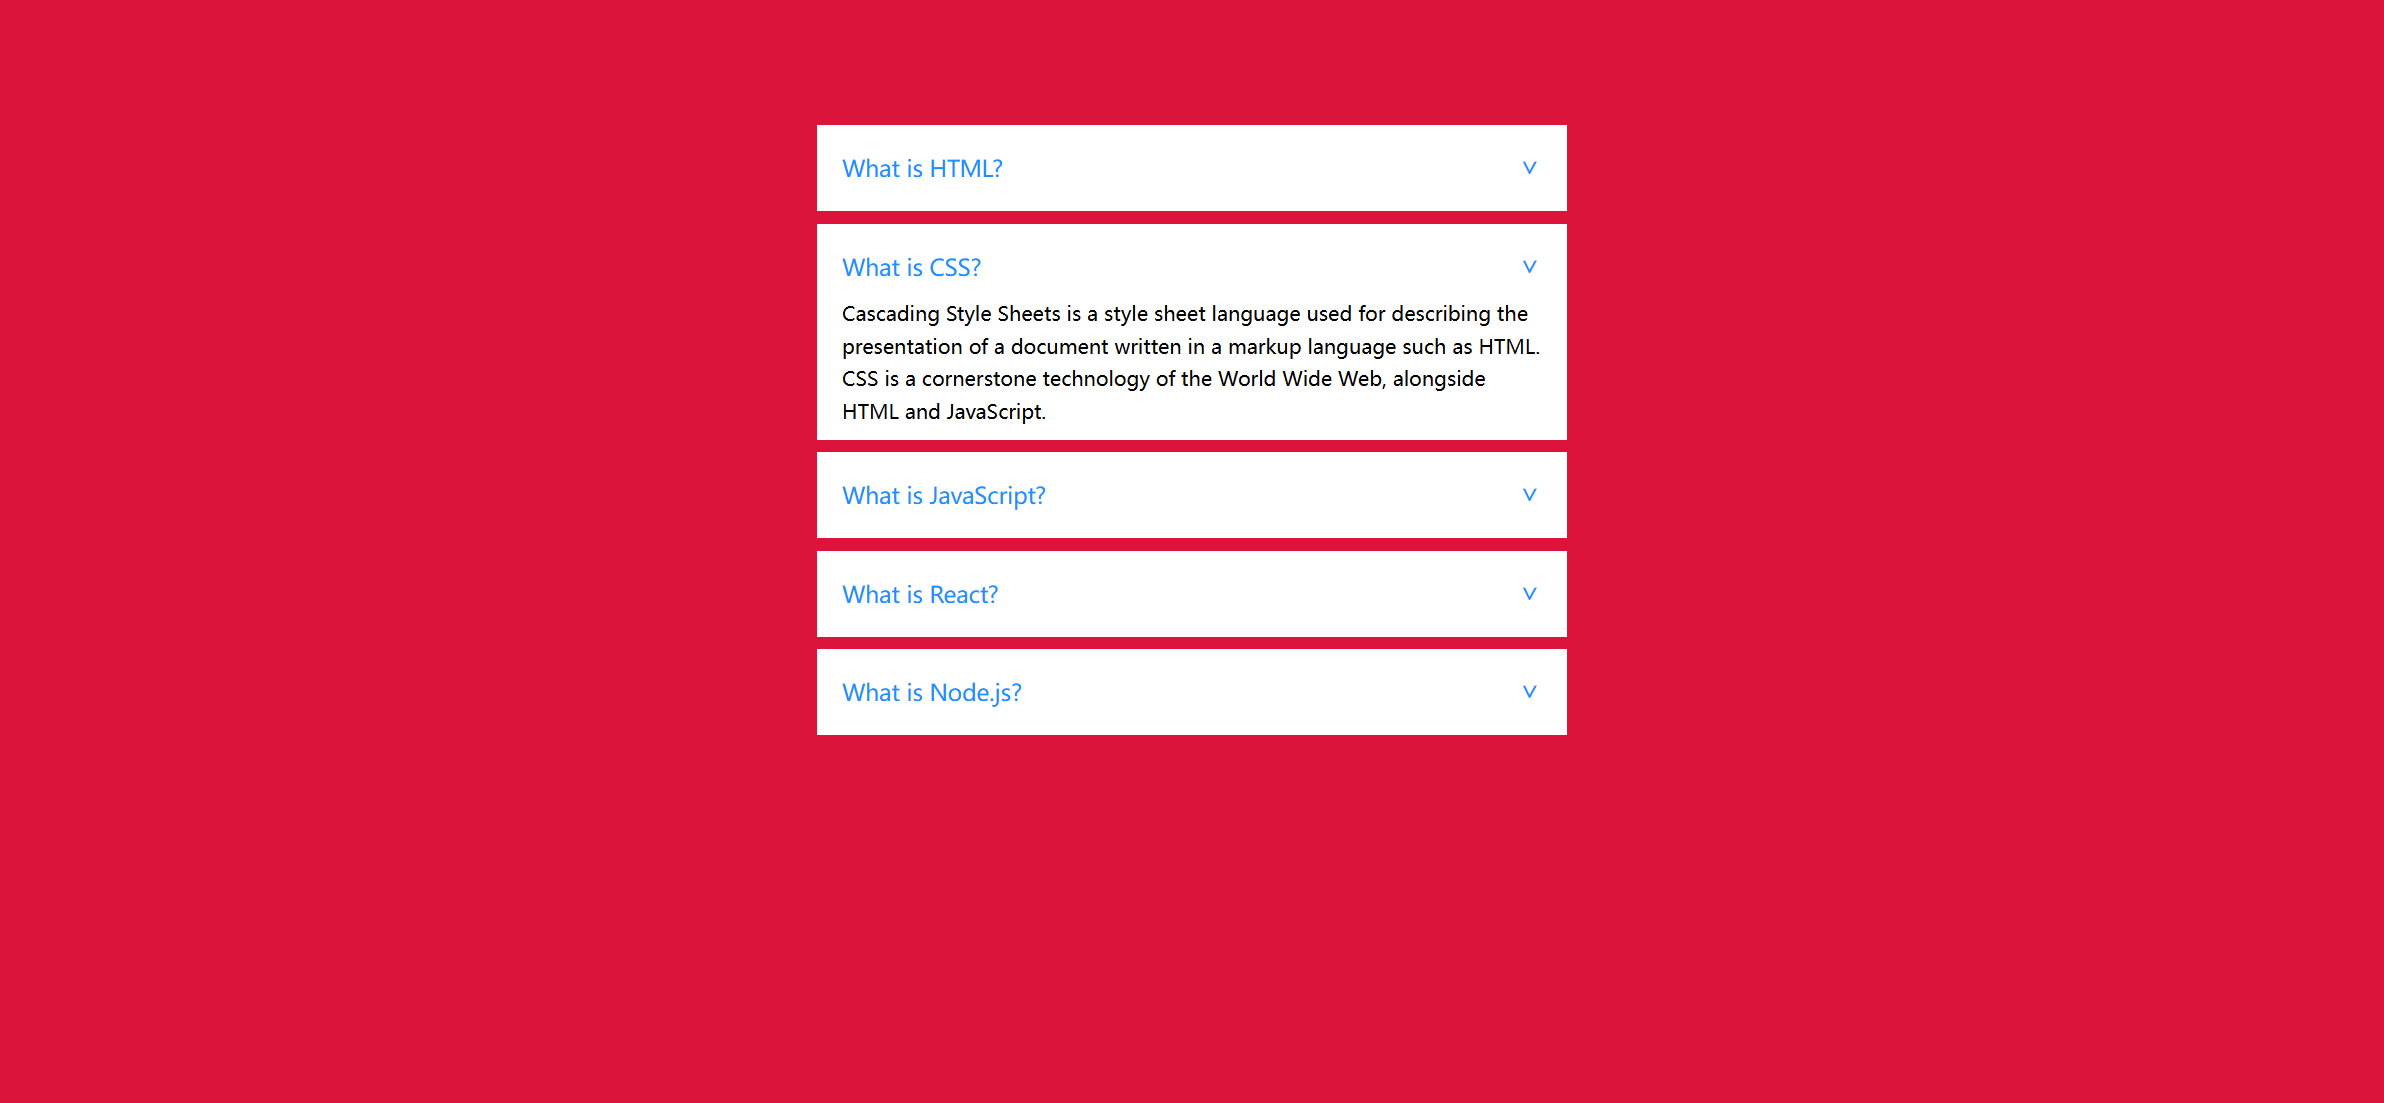 What is HTML? V
What is CSS? V
Cascading Style Sheets is a style sheet language used for describing the
presentation of a document written in a markup language such as HTML.
CSS is a cornerstone technology of the World Wide Web, alongside
HTML and JavaScript.
What is JavaScript? V
What is React? V
What is Node.js? V